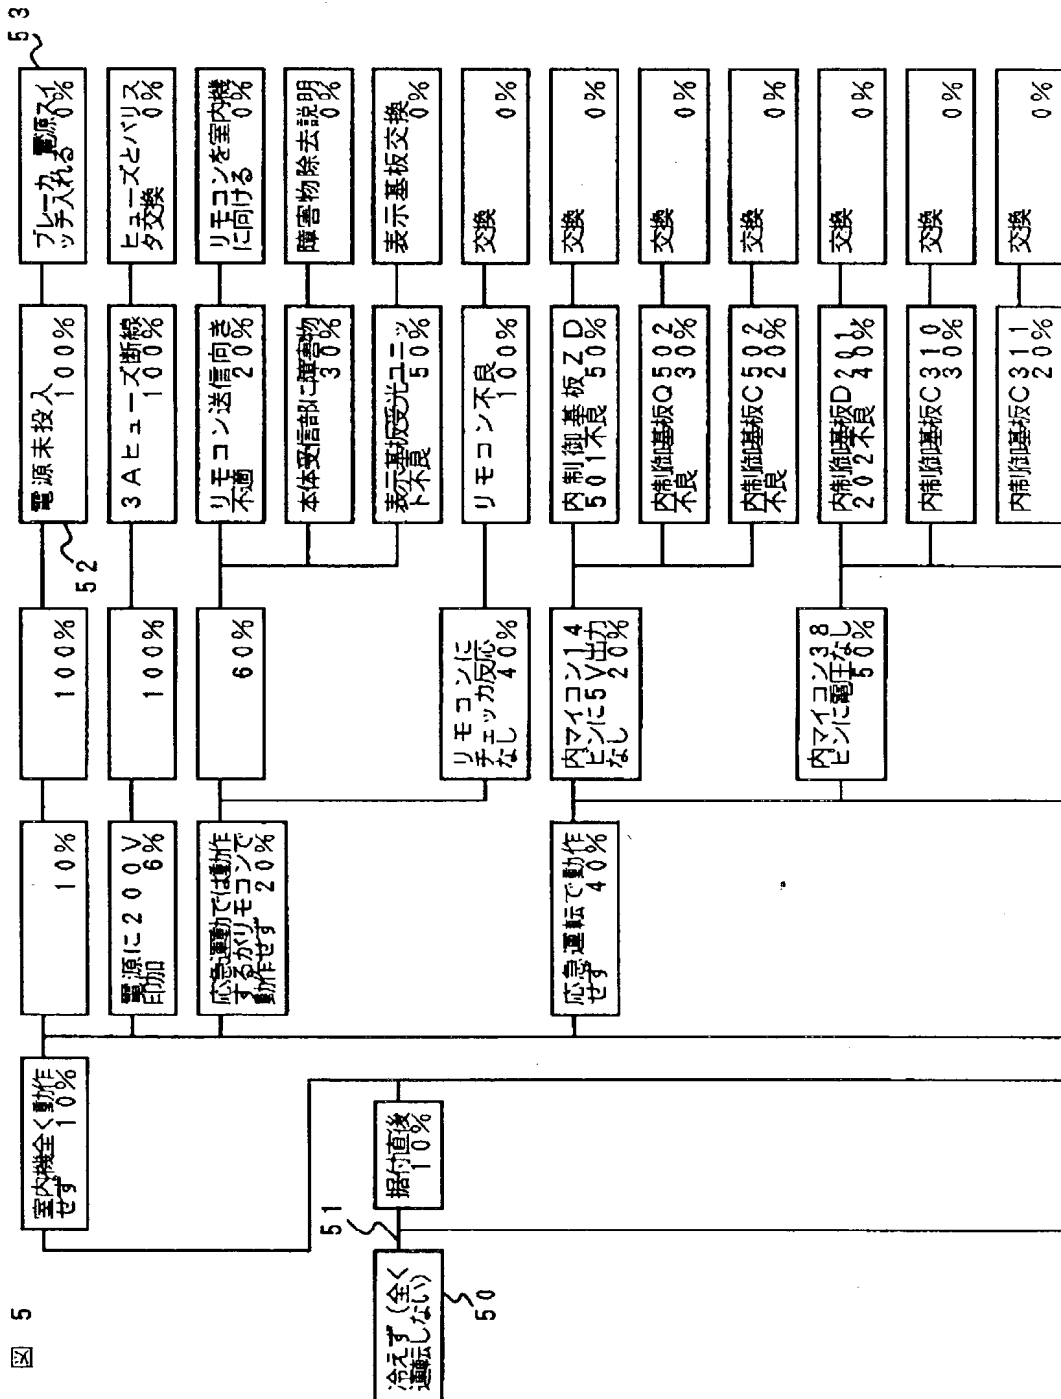 図 5
冷えず(全く
運転しない)
50
51
据付直後
10%
室内機全く動作
せず 10%
10%
100%
電源未投入
100%
52
ブレーカ 電源スイ
ッチ入れる 0%
53
電源に200V
印加 6%
100%
3Aヒューズ断線
100%
ヒューズとバリス
タ交換 0%
応急運動では動作
するがリモコンで
動作せず 20%
60%
リモコン送信向き
不適 20%
リモコンを室内機
に向ける 0%
本体受信部に障害物
30%
障害物除去説明
0%
表示基板受光ユニッ
ト不良 50%
表示基板交換
0%
リモコンに
チェッカ反応
なし 40%
リモコン不良
100%
交換
0%
応急運転で動作
せず 40%
内マイコン14
ピンに5V出力
なし 20%
内制御基板ZD
501不良 50%
交換
0%
内制御基板Q502
不良 30%
交換
0%
内制御基板C502
不良 20%
交換
0%
内マイコン38
ピンに電圧なし
50%
内制御基板D201
202不良 40%
交換
0%
内制御基板C310
30%
交換
0%
内制御基板C311
20%
交換
0%